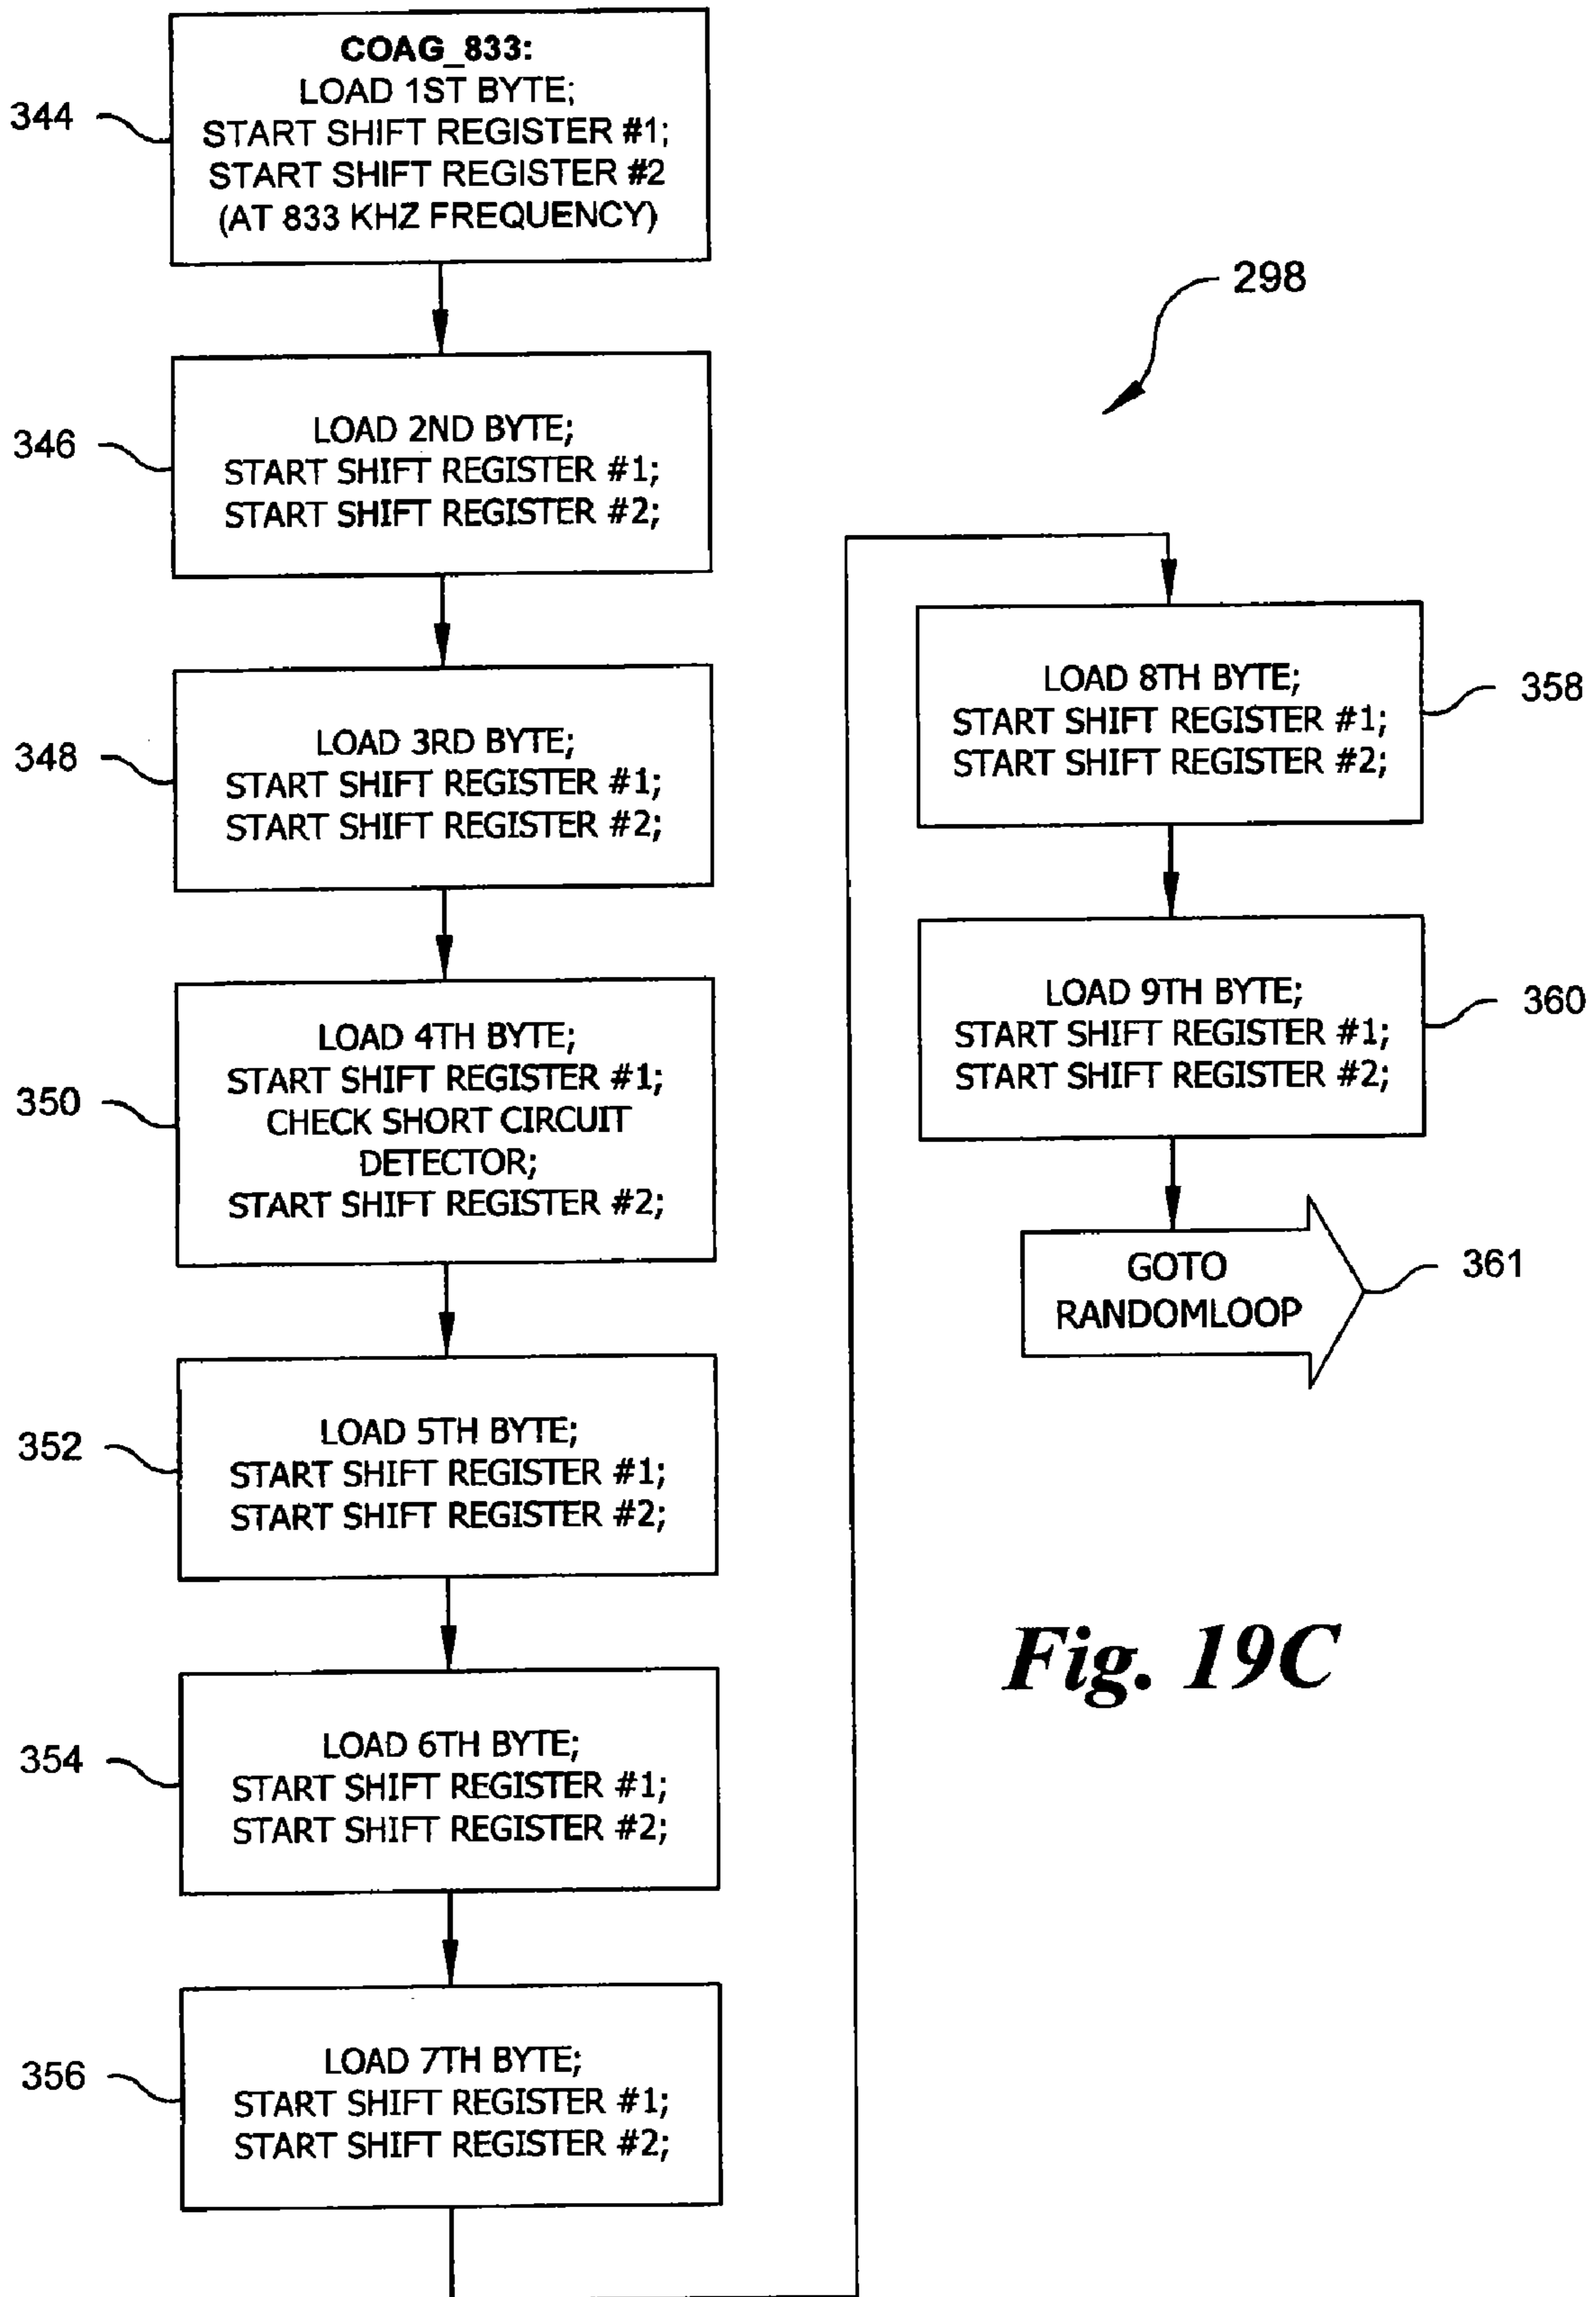 COAG_833:
LOAD 1ST BYTE;
START SHIFT REGISTER #1;
START SHIFT REGISTER #2
(AT 833 KHZ FREQUENCY)
344
LOAD 2ND BYTE;
START SHIFT REGISTER #1;
START SHIFT REGISTER #2;
346
LOAD 3RD BYTE;
START SHIFT REGISTER #1;
START SHIFT REGISTER #2;
348
LOAD 4TH BYTE;
START SHIFT REGISTER #1;
CHECK SHORT CIRCUIT
DETECTOR;
START SHIFT REGISTER #2;
350
LOAD 5TH BYTE;
START SHIFT REGISTER #1;
START SHIFT REGISTER #2;
352
LOAD 6TH BYTE;
START SHIFT REGISTER #1;
START SHIFT REGISTER #2;
354
LOAD 7TH BYTE;
START SHIFT REGISTER #1;
START SHIFT REGISTER #2;
356
298
LOAD 8TH BYTE;
START SHIFT REGISTER #1;
START SHIFT REGISTER #2;
358
LOAD 9TH BYTE;
START SHIFT REGISTER #1;
START SHIFT REGISTER #2;
360
GOTO
RANDOMLOOP
361
Fig. 19C